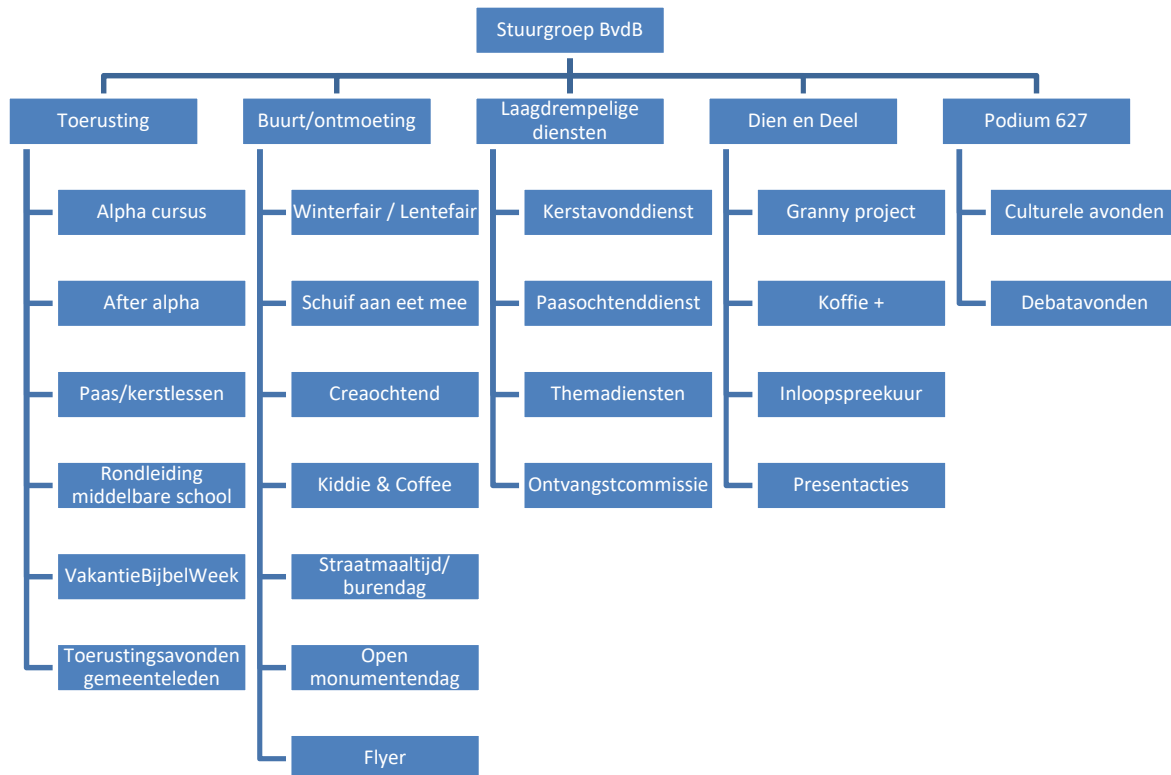 Stuurgroep BvdB
Toerusting
Alpha cursus
After alpha
Paas/kerstlessen
Rondleiding
middelbare school
VakantieBijbelWeek
Toerustingsavonden
gemeenteleden
Buurt/ontmoeting
Winterfair / Lentefair
Schuif aan eet mee
Creaochtend
Kiddie & Coffee
Straatmaaltijd/
burendag
Open
monumentendag
Flyer
Laagdrempelige
diensten
Kerstavonddienst
Paasochtenddienst
Themadiensten
Ontvangstcommissie
Dien en Deel
Granny project
Koffie +
Inloopspreekuur
Presentacties
Podium 627
Culturele avonden
Debatavonden